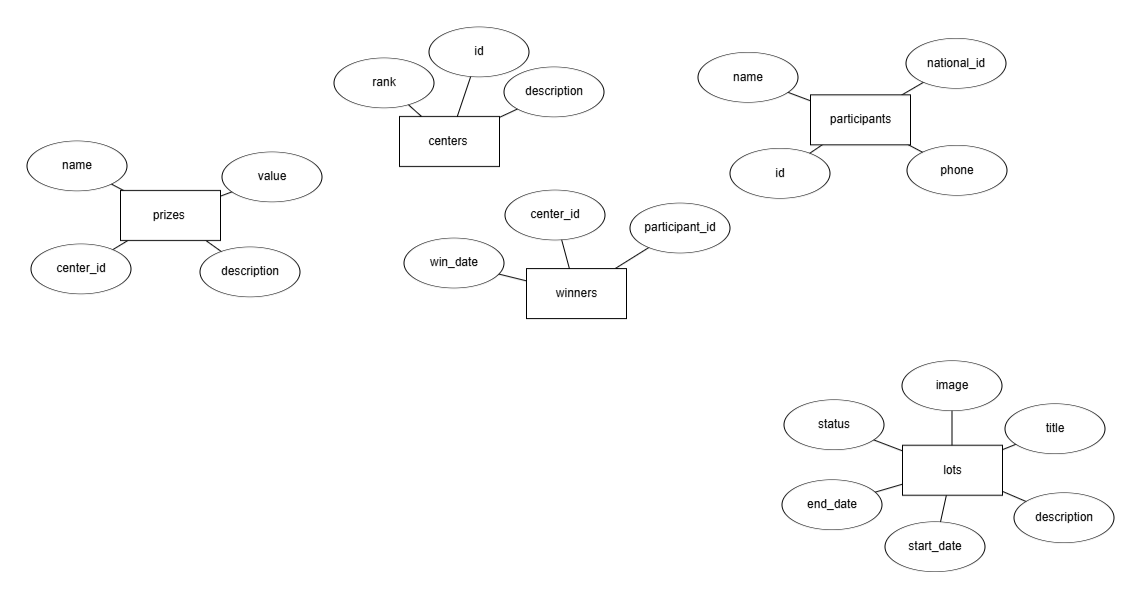 id
rank
description
centers
name
national_id
participants
id
phone
name
value
prizes
center_id
description
center_id
participant_id
win_date
winners
image
status
title
lots
end_date
description
start_date